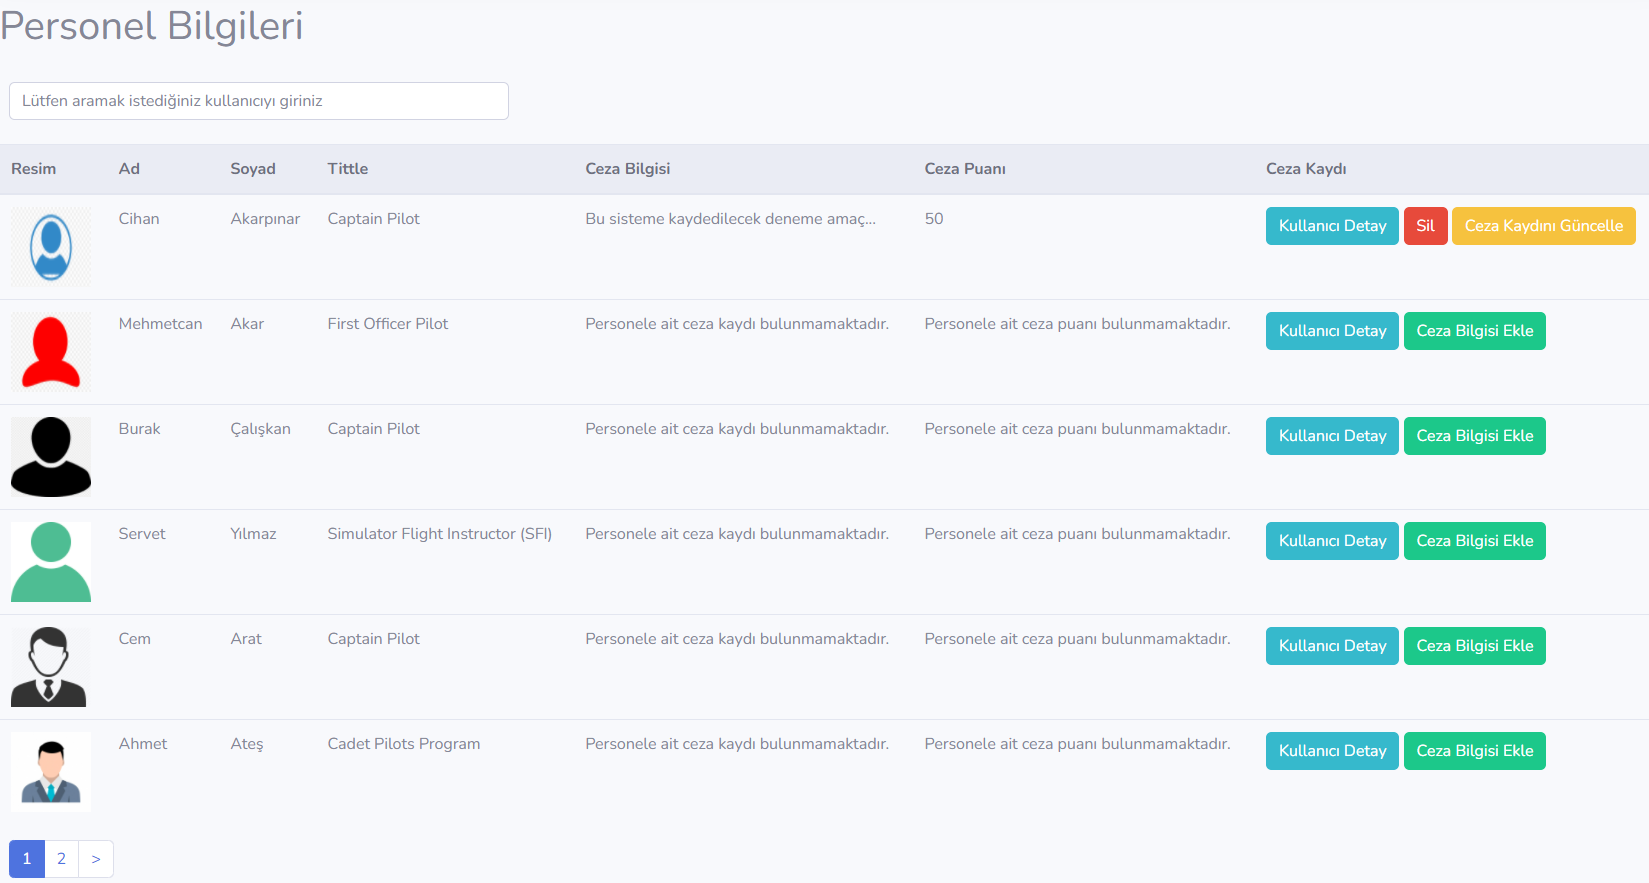 Personel Bilgileri
Lütfen aramak istediğiniz kullanıcıyı giriniz
Resim Ad Soyad Tittle Ceza Bilgisi Ceza Puanı Ceza Kaydı
Cihan Akarpınar Captain Pilot Bu sisteme kaydedilecek deneme amaç... 50 Kullanıcı Detay Sil Ceza Kaydını Güncelle
Mehmetcan Akar First Officer Pilot Personele ait ceza kaydı bulunmamaktadır. Personele ait ceza puanı bulunmamaktadır. Kullanıcı Detay Ceza Bilgisi Ekle
Burak Çalışkan Captain Pilot Personele ait ceza kaydı bulunmamaktadır. Personele ait ceza puanı bulunmamaktadır. Kullanıcı Detay Ceza Bilgisi Ekle
Servet Yılmaz Simulator Flight Instructor (SFI) Personele ait ceza kaydı bulunmamaktadır. Personele ait ceza puanı bulunmamaktadır. Kullanıcı Detay Ceza Bilgisi Ekle
Cem Arat Captain Pilot Personele ait ceza kaydı bulunmamaktadır. Personele ait ceza puanı bulunmamaktadır. Kullanıcı Detay Ceza Bilgisi Ekle
Ahmet Ateş Cadet Pilots Program Personele ait ceza kaydı bulunmamaktadır. Personele ait ceza puanı bulunmamaktadır. Kullanıcı Detay Ceza Bilgisi Ekle
1 2 >